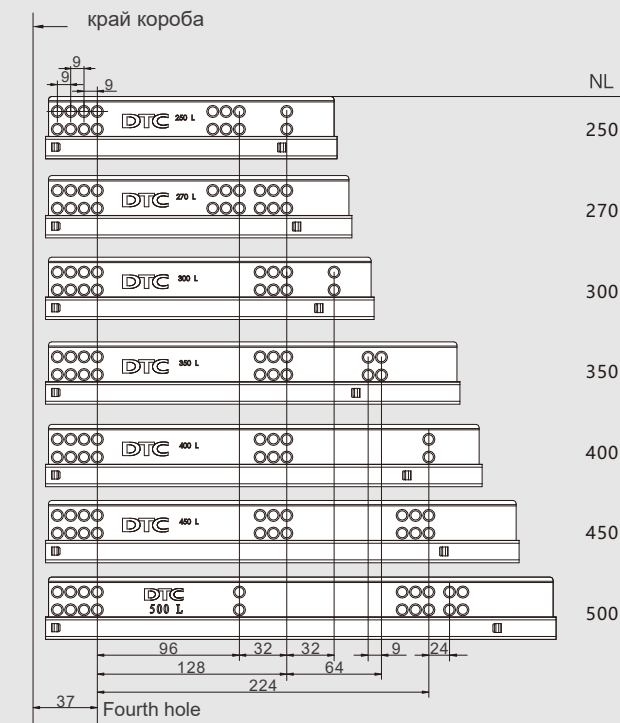 край короба
9
9
9
NL
DTC 250 L
250
DTC 270 L
270
DTC 300 L
300
DTC 350 L
350
DTC 400 L
400
DTC 450 L
450
DTC
500 L
500
96 32 32 9 24
128 64
224
37 Fourth hole